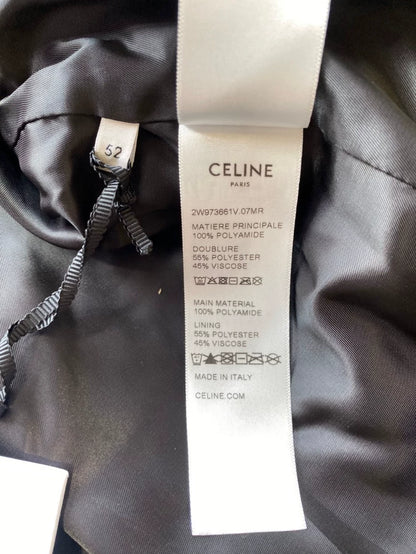 52
CELINE
PARIS
2W973661V.07MR
MATIERE PRINCIPALE
100% POLYAMIDE
DOUBLURE
55% POLYESTER
45% VISCOSE
MAIN MATERIAL
100% POLYAMIDE
LINING
55% POLYESTER
45% VISCOSE
MADE IN ITALY
CELINE.COM